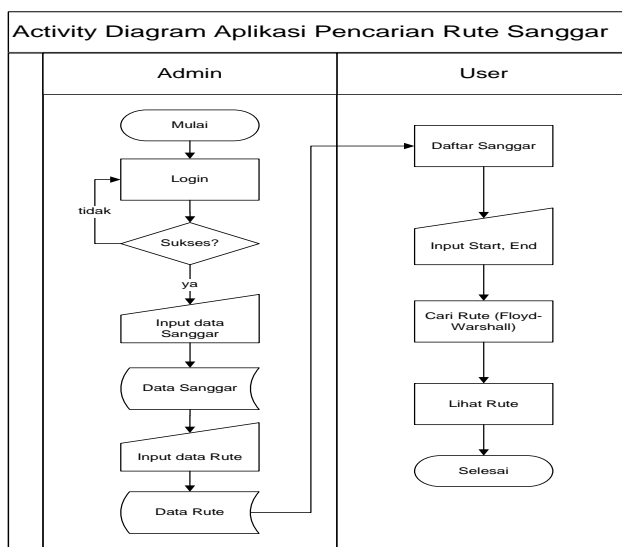 Activity Diagram Aplikasi Pencarian Rute Sanggar
Admin
User
Mulai
Login
tidak
Sukses?
ya
Input data
Sanggar
Data Sanggar
Input data Rute
Data Rute
Daftar Sanggar
Input Start, End
Cari Rute (Floyd-
Warshall)
Lihat Rute
Selesai